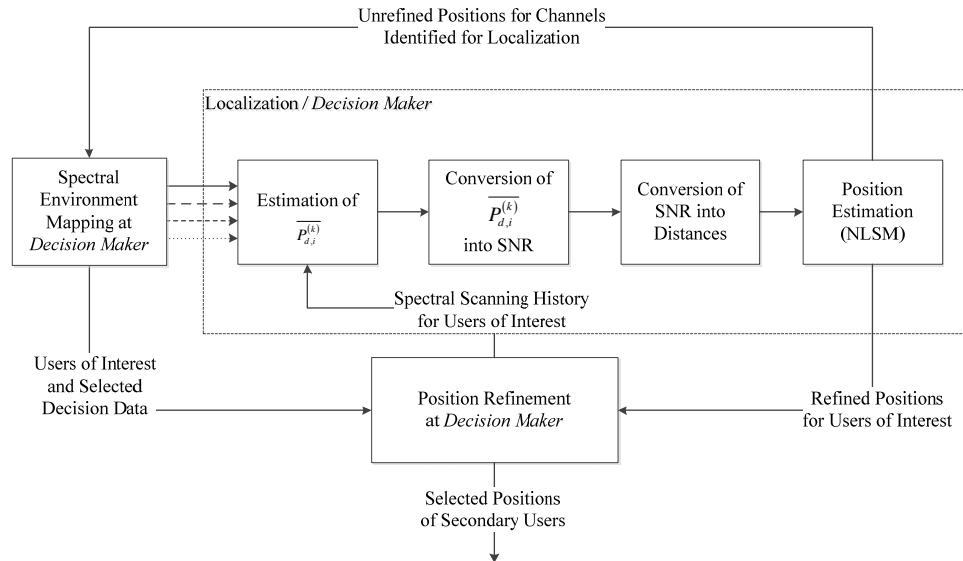 Unrefined Positions for Channels
Identified for Localization
Localization / Decision Maker
Spectral
Environment
Mapping at
Decision Maker
Estimation of
\overline{P_{d,i}^{(k)}}
Conversion of
\overline{P_{d,i}^{(k)}}
into SNR
Conversion of
SNR into
Distances
Position
Estimation
(NLSM)
Spectral Scanning History
for Users of Interest
Users of Interest
and Selected
Decision Data
Position Refinement
at Decision Maker
Refined Positions
for Users of Interest
Selected Positions
of Secondary Users